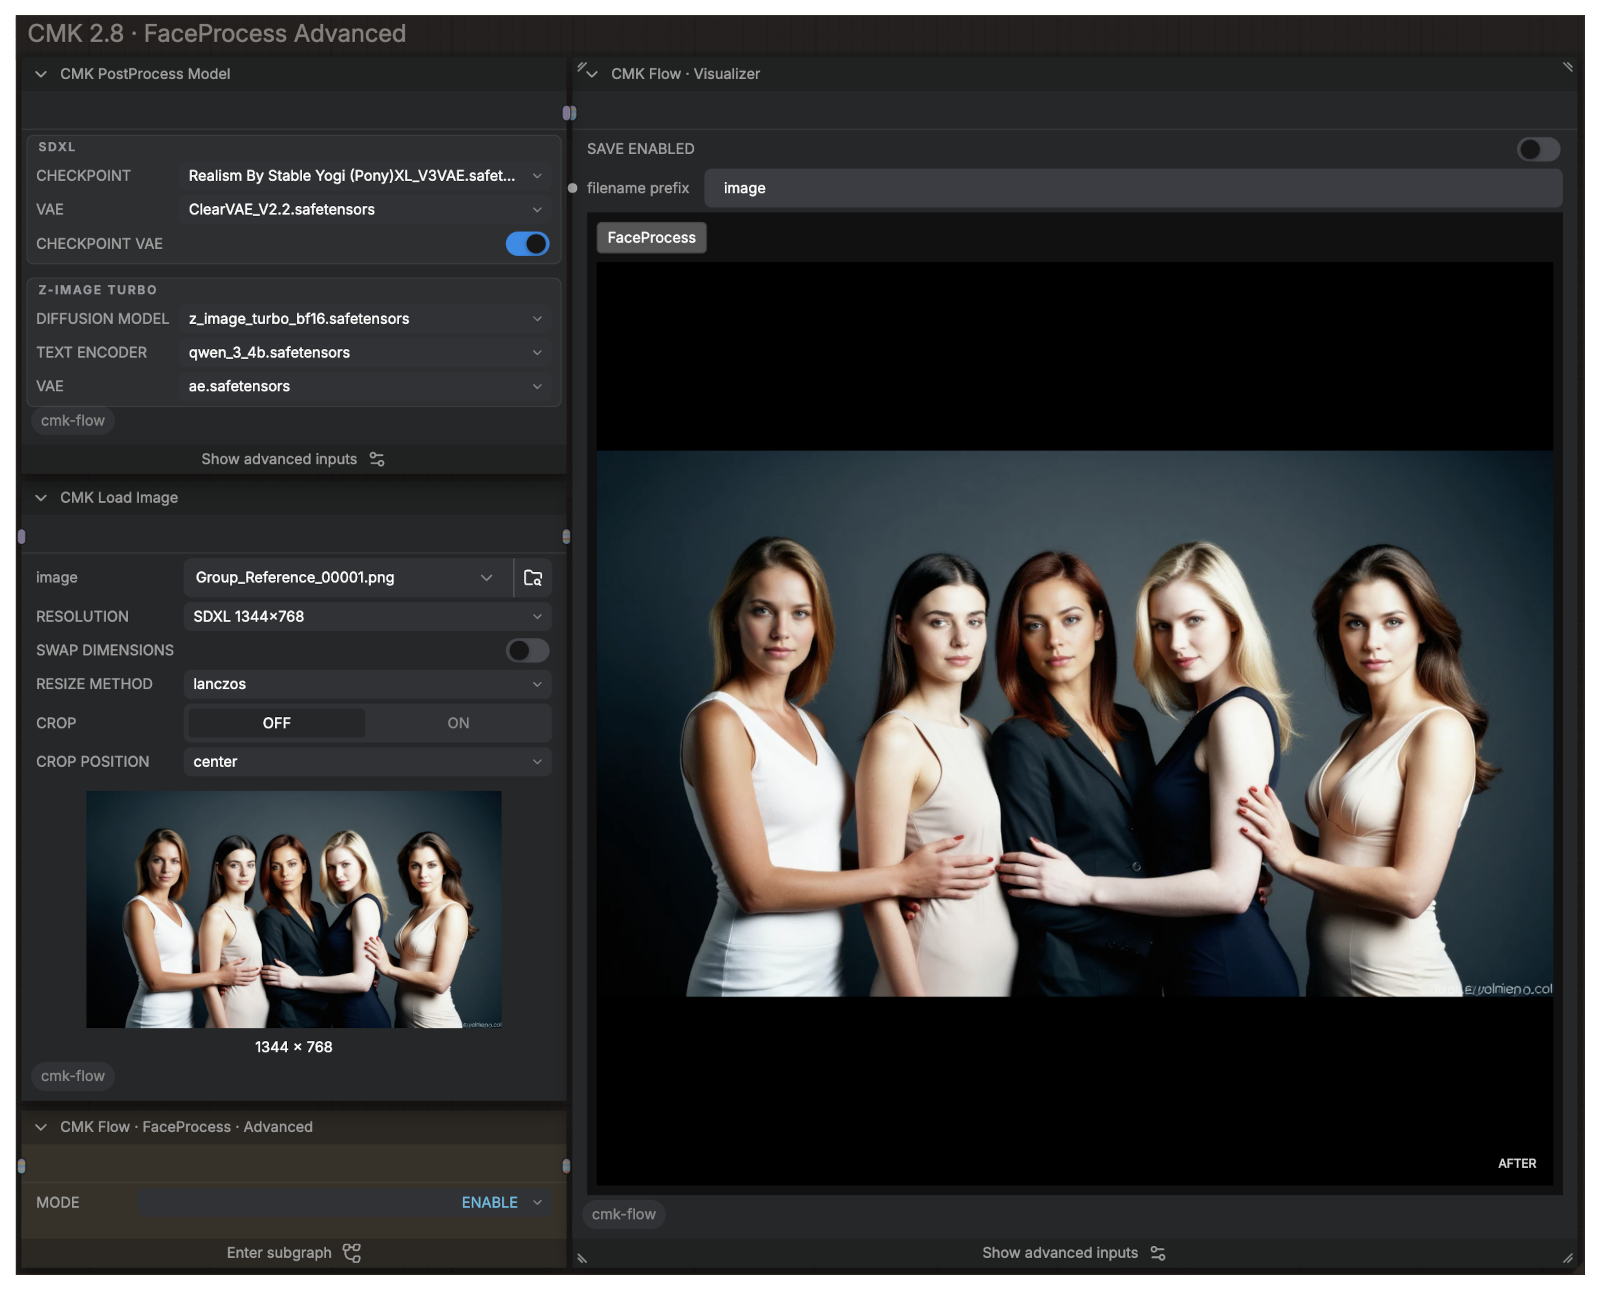 CMK 2.8 · FaceProcess Advanced
CMK PostProcess Model
SDXL
CHECKPOINT Realism By Stable Yogi (Pony)XL_V3VAE.safet...
VAE ClearVAE_V2.2.safetensors
CHECKPOINT VAE
Z-IMAGE TURBO
DIFFUSION MODEL z_image_turbo_bf16.safetensors
TEXT ENCODER qwen_3_4b.safetensors
VAE ae.safetensors
cmk-flow
Show advanced inputs
CMK Load Image
image Group_Reference_00001.png
RESOLUTION SDXL 1344×768
SWAP DIMENSIONS
RESIZE METHOD lanczos
CROP OFF ON
CROP POSITION center
1344 × 768
cmk-flow
CMK Flow · FaceProcess · Advanced
MODE ENABLE
Enter subgraph
CMK Flow · Visualizer
SAVE ENABLED
filename prefix image
FaceProcess
AFTER
cmk-flow
Show advanced inputs